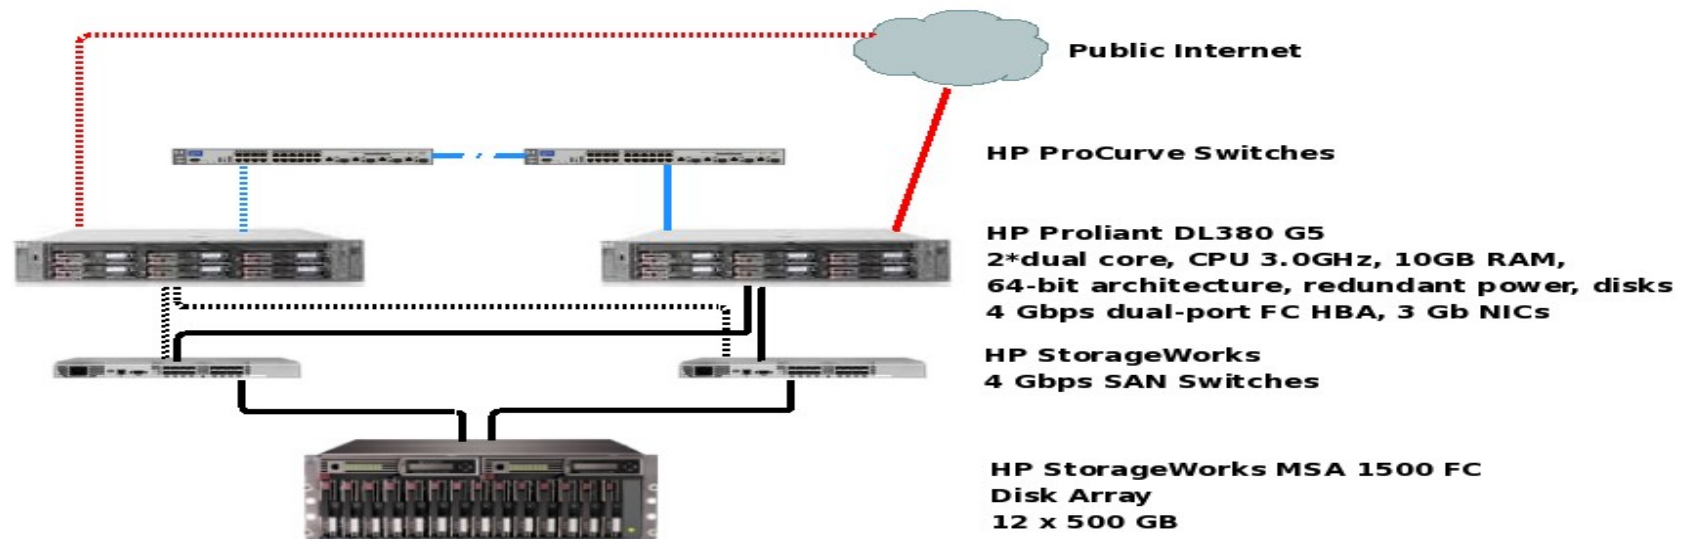 Public Internet
HP ProCurve Switches
HP Proliant DL380 G5
2*dual core, CPU 3.0GHz, 10GB RAM,
64-bit architecture, redundant power, disks
4 Gbps dual-port FC HBA, 3 Gb NICs
HP StorageWorks
4 Gbps SAN Switches
HP StorageWorks MSA 1500 FC
Disk Array
12 x 500 GB